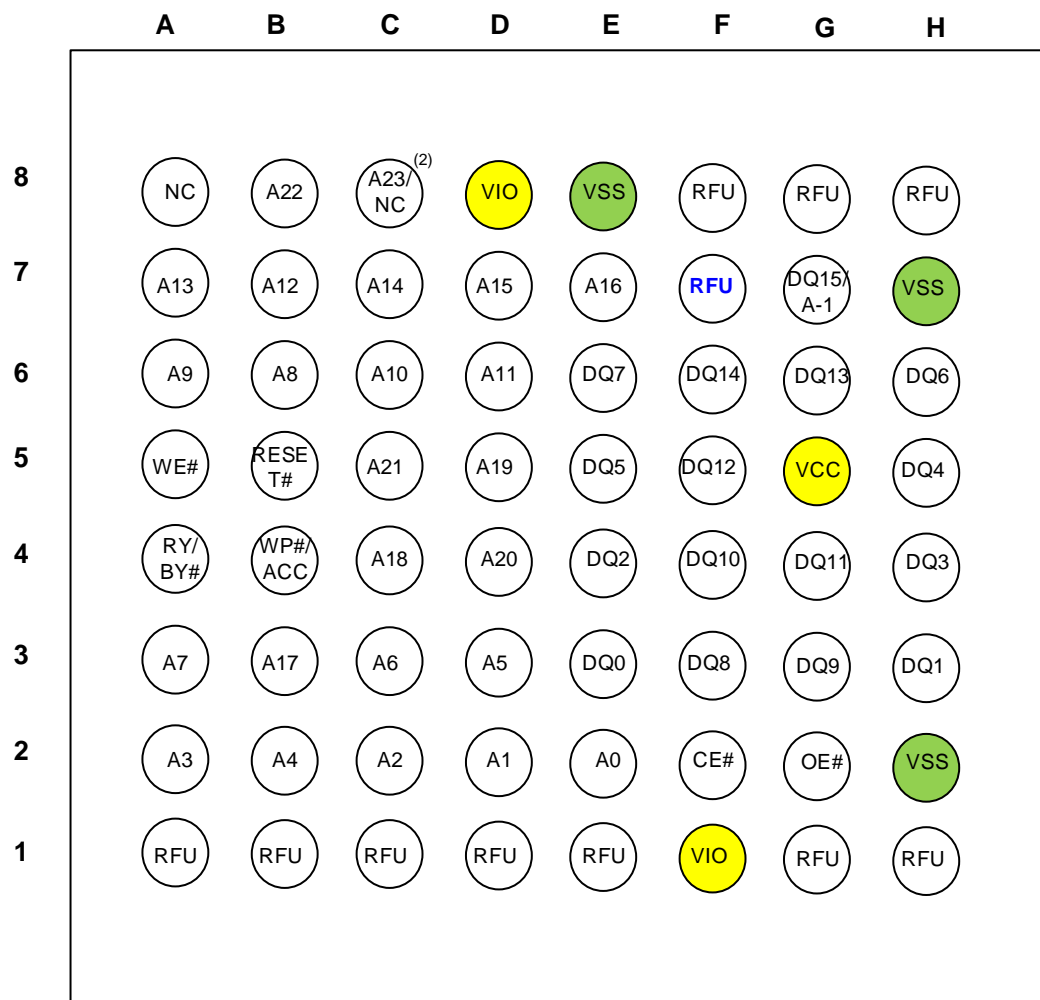 A B C D E F G H
8 NC A22 A23/ NC (2) VIO VSS RFU RFU RFU
7 A13 A12 A14 A15 A16 RFU DQ15/ A-1 VSS
6 A9 A8 A10 A11 DQ7 DQ14 DQ13 DQ6
5 WE# RESE T# A21 A19 DQ5 DQ12 VCC DQ4
4 RY/ BY# WP#/ ACC A18 A20 DQ2 DQ10 DQ11 DQ3
3 A7 A17 A6 A5 DQ0 DQ8 DQ9 DQ1
2 A3 A4 A2 A1 A0 CE# OE# VSS
1 RFU RFU RFU RFU RFU VIO RFU RFU